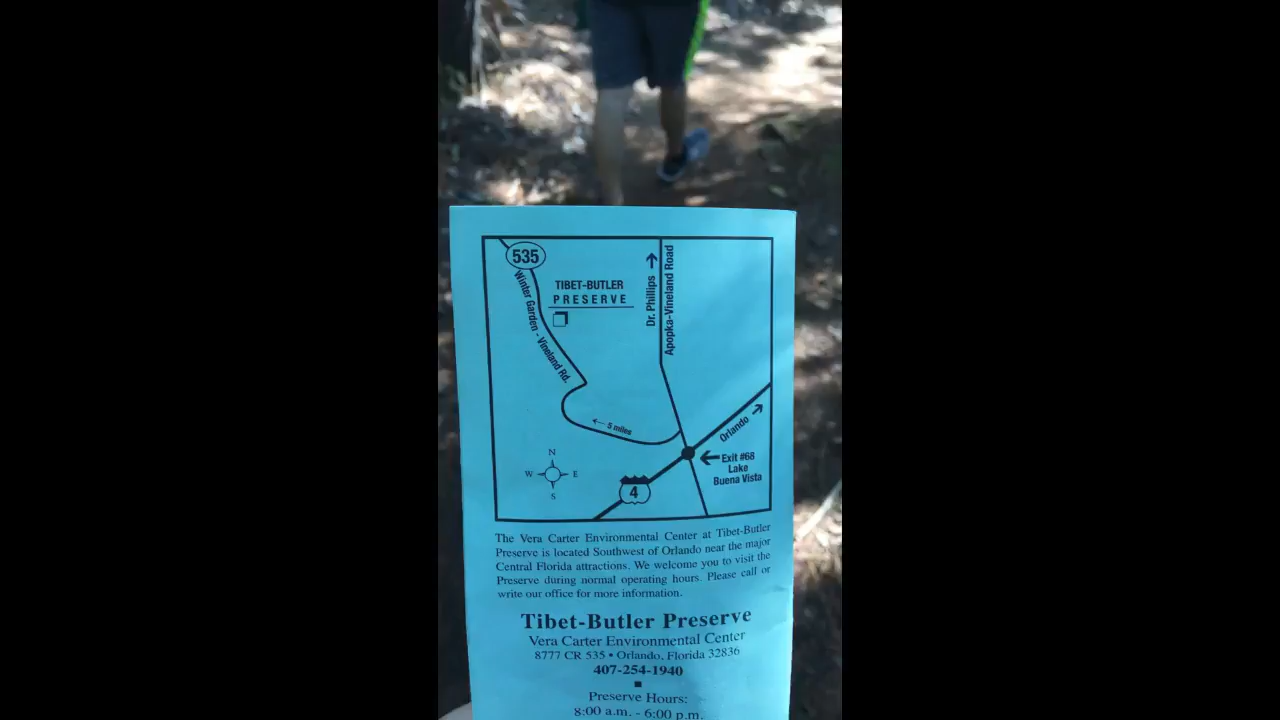 535
TIBET-BUTLER
PRESERVE
Winter Garden - Vineland Rd.
Dr. Phillips
Apopka-Vineland Road
← 5 miles
Orlando
Exit #68
Lake
Buena Vista
N
W E
S
4
The Vera Carter Environmental Center at Tibet-Butler
Preserve is located Southwest of Orlando near the major
Central Florida attractions. We welcome you to visit the
Preserve during normal operating hours. Please call or
write our office for more information.
Tibet-Butler Preserve
Vera Carter Environmental Center
8777 CR 535 • Orlando, Florida 32836
407-254-1940
Preserve Hours:
8:00 a.m. - 6:00 p.m.